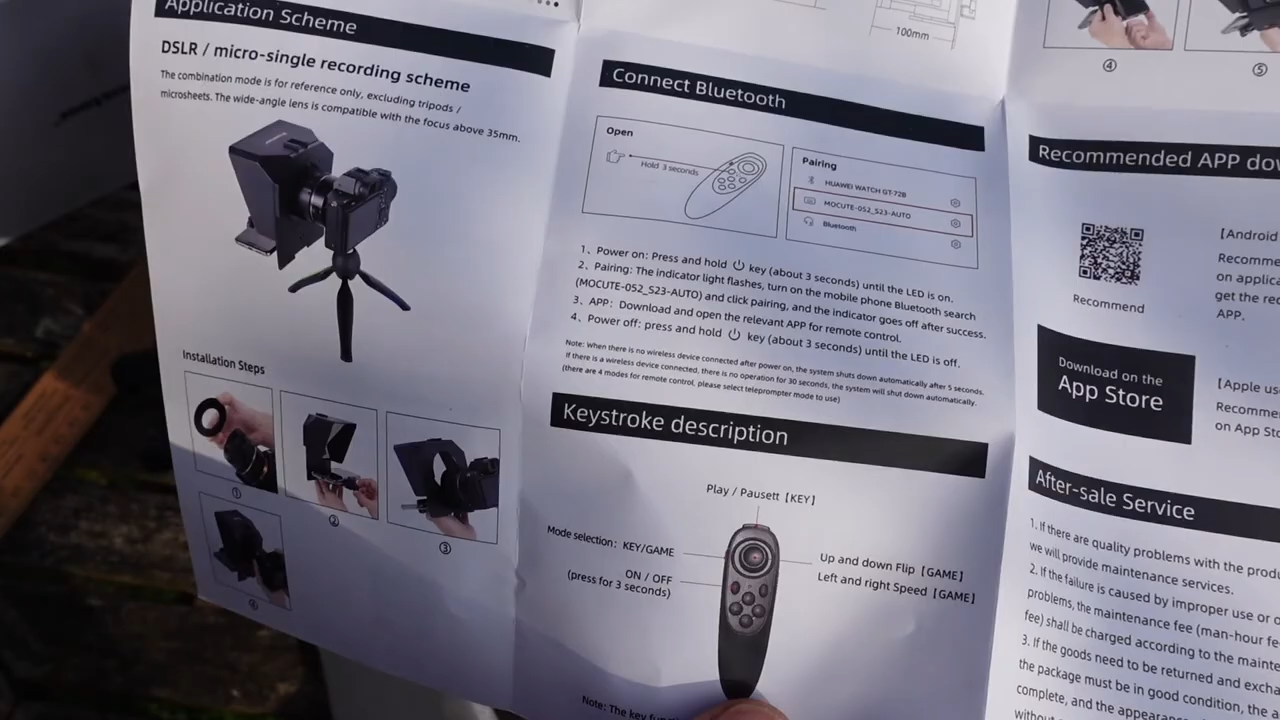 Application Scheme
DSLR / micro-single recording scheme
The combination mode is for reference only, excluding tripods /
microsheets. The wide-angle lens is compatible with the focus above 35mm.
Installation Steps
①
②
③
④
100mm
Connect Bluetooth
Open
Hold 3 seconds
Pairing
HUAWEI WATCH GT-72B
MOCUTE-052_S23-AUTO
Bluetooth
1、Power on: Press and hold ⏻ key (about 3 seconds) until the LED is on.
2、Pairing: The indicator light flashes, turn on the mobile phone Bluetooth search
(MOCUTE-052_S23-AUTO) and click pairing, and the indicator goes off after success.
3、APP: Download and open the relevant APP for remote control.
4、Power off: press and hold ⏻ key (about 3 seconds) until the LED is off.
Note: When there is no wireless device connected after power on, the system shuts down automatically after 5 seconds.
If there is a wireless device connected, there is no operation for 30 seconds, the system will shut down automatically.
(there are 4 modes for remote control, please select teleprompter mode to use)
Keystroke description
Play / Pausett【KEY】
Mode selection: KEY/GAME
ON / OFF
(press for 3 seconds)
Up and down Flip【GAME】
Left and right Speed【GAME】
Note: The key
④
⑤
Recommended APP
Recommend
【Android
on
get the
APP.
Download on the
App Store
【Apple
on App
After-sale Service
1. If there are quality problems with the
we will provide maintenance services.
2. If the failure is caused by improper use or
problems, the maintenance fee (man-hour
fee) shall be charged according to the
3. If the goods need to be returned and
the package must be in good condition, the
complete, and the
without